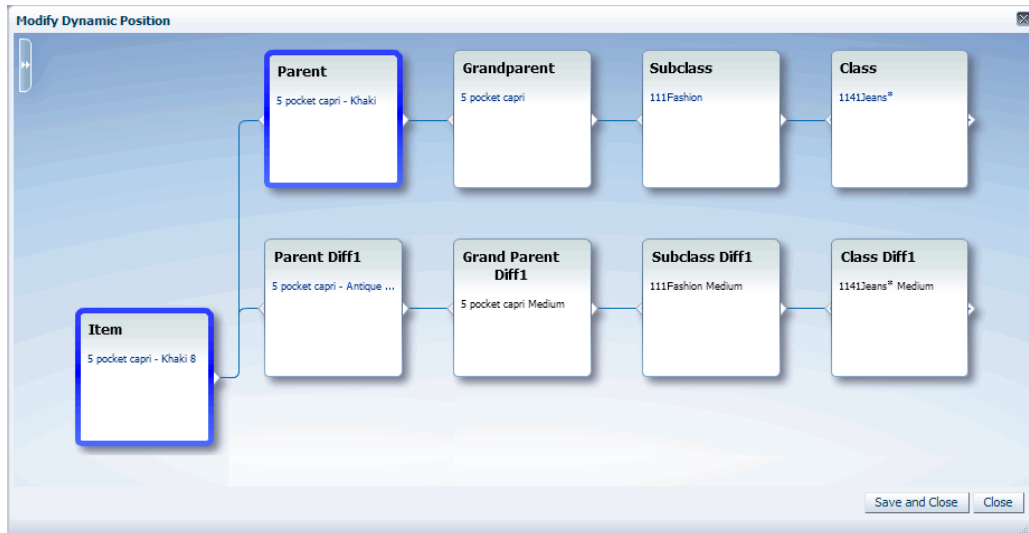 Modify Dynamic Position
Parent
5 pocket capri - Khaki
Grandparent
5 pocket capri
Subclass
111Fashion
Class
1141Jeans*
Parent Diff1
5 pocket capri - Antique ...
Grand Parent
Diff1
5 pocket capri Medium
Subclass Diff1
111Fashion Medium
Class Diff1
1141Jeans* Medium
Item
5 pocket capri - Khaki 8
Save and Close
Close